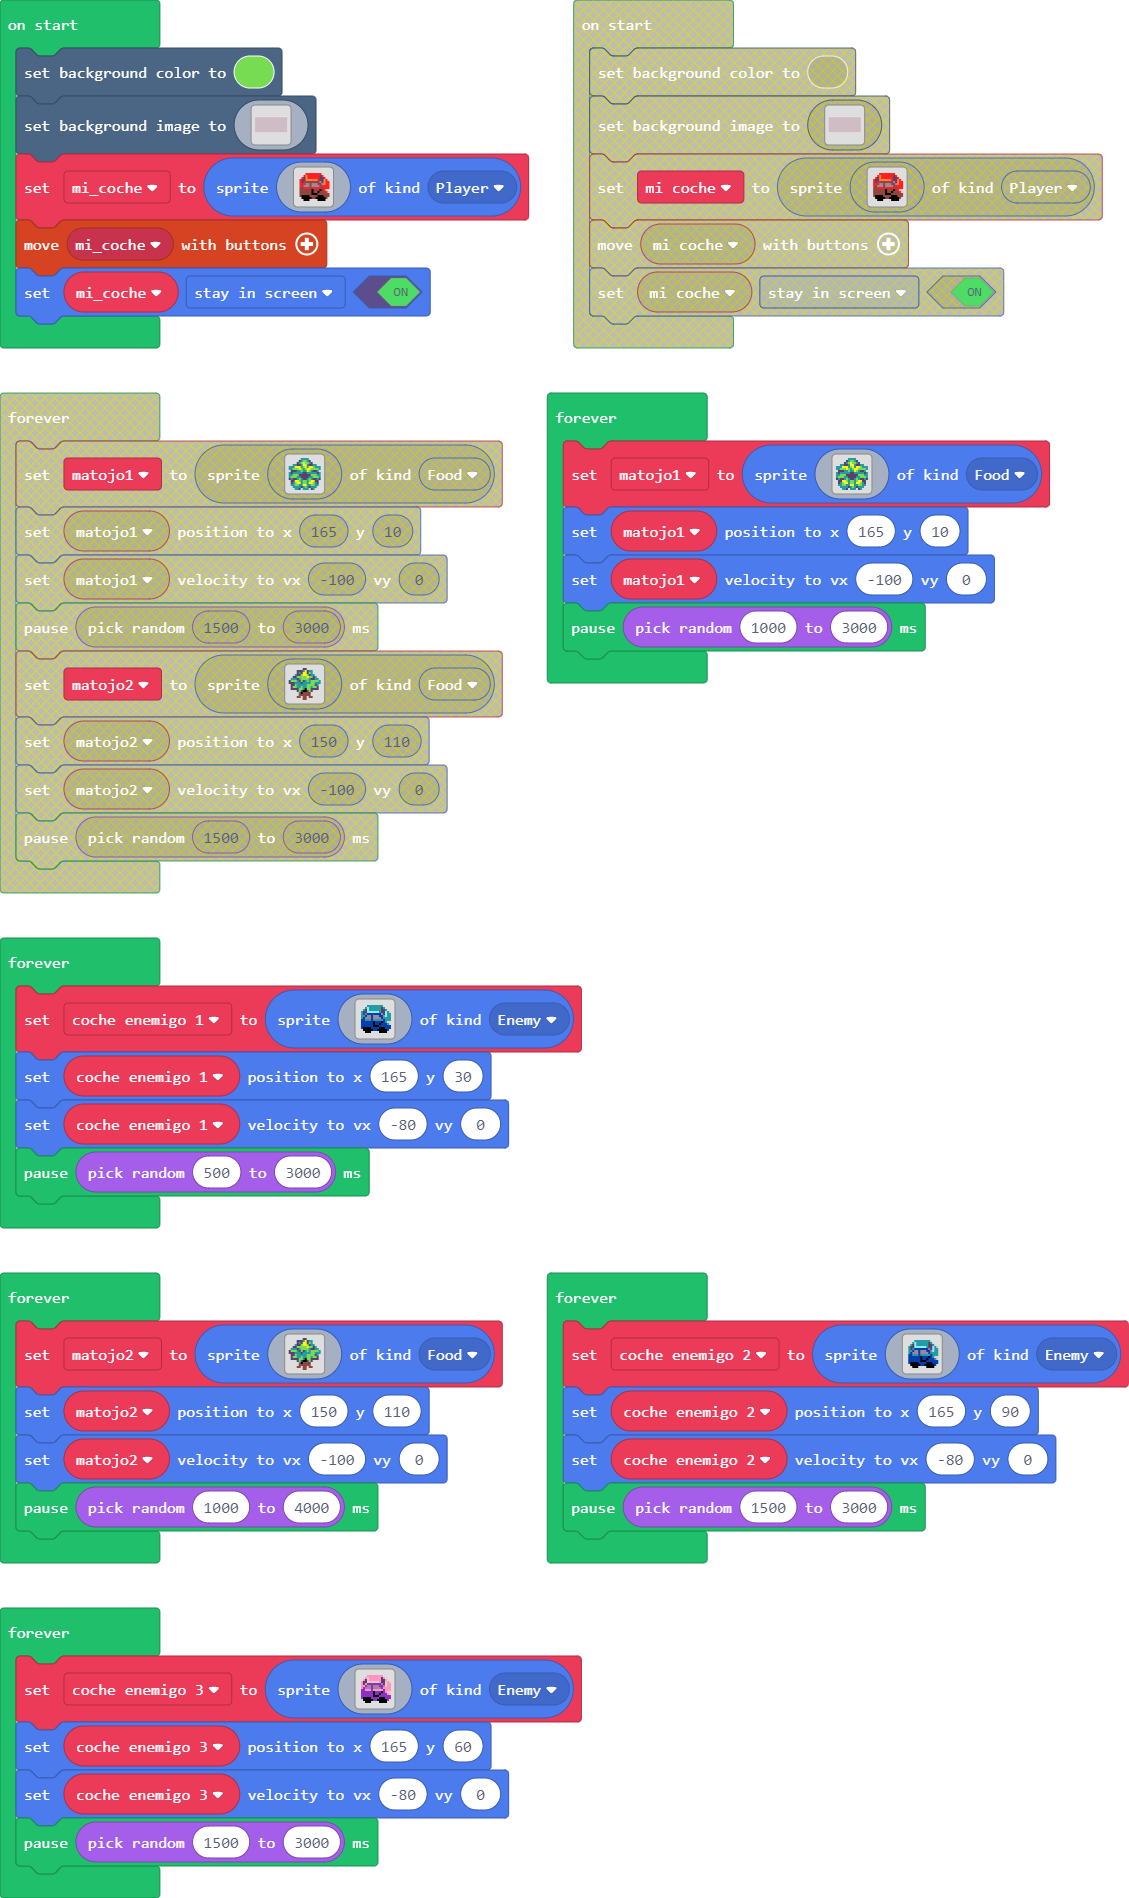 on start
set background color to
set background image to
set mi_coche to sprite of kind Player
move mi_coche with buttons
set mi_coche stay in screen ON
on start
set background color to
set background image to
set mi coche to sprite of kind Player
move mi coche with buttons
set mi coche stay in screen ON
forever
set matojo1 to sprite of kind Food
set matojo1 position to x 165 y 10
set matojo1 velocity to vx -100 vy 0
pause pick random 1500 to 3000 ms
set matojo2 to sprite of kind Food
set matojo2 position to x 150 y 110
set matojo2 velocity to vx -100 vy 0
pause pick random 1500 to 3000 ms
forever
set matojo1 to sprite of kind Food
set matojo1 position to x 165 y 10
set matojo1 velocity to vx -100 vy 0
pause pick random 1000 to 3000 ms
forever
set coche enemigo 1 to sprite of kind Enemy
set coche enemigo 1 position to x 165 y 30
set coche enemigo 1 velocity to vx -80 vy 0
pause pick random 500 to 3000 ms
forever
set matojo2 to sprite of kind Food
set matojo2 position to x 150 y 110
set matojo2 velocity to vx -100 vy 0
pause pick random 1000 to 4000 ms
forever
set coche enemigo 2 to sprite of kind Enemy
set coche enemigo 2 position to x 165 y 90
set coche enemigo 2 velocity to vx -80 vy 0
pause pick random 1500 to 3000 ms
forever
set coche enemigo 3 to sprite of kind Enemy
set coche enemigo 3 position to x 165 y 60
set coche enemigo 3 velocity to vx -80 vy 0
pause pick random 1500 to 3000 ms